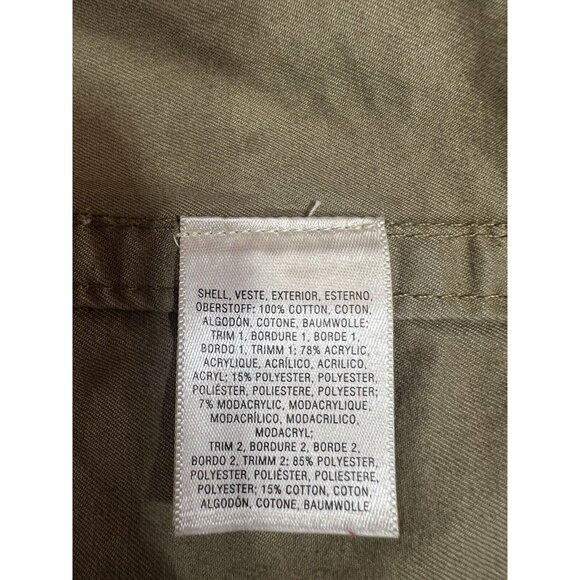 SHELL, VESTE, EXTERIOR, ESTERNO,
OBERSTOFF: 100% COTTON, COTON,
ALGODÓN, COTONE, BAUMWOLLE;
TRIM 1, BORDURE 1, BORDE 1,
BORDO 1, TRIMM 1: 78% ACRYLIC,
ACRYLIQUE, ACRÍLICO, ACRILICO,
ACRYL; 15% POLYESTER, POLYESTER,
POLIÉSTER, POLIESTERE, POLYESTER;
7% MODACRYLIC, MODACRYLIQUE,
MODACRÍLICO, MODACRILICO,
MODACRYL;
TRIM 2, BORDURE 2, BORDE 2,
BORDO 2, TRIMM 2: 85% POLYESTER,
POLYESTER, POLIÉSTER, POLIESTERE,
POLYESTER; 15% COTTON, COTON,
ALGODÓN, COTONE, BAUMWOLLE